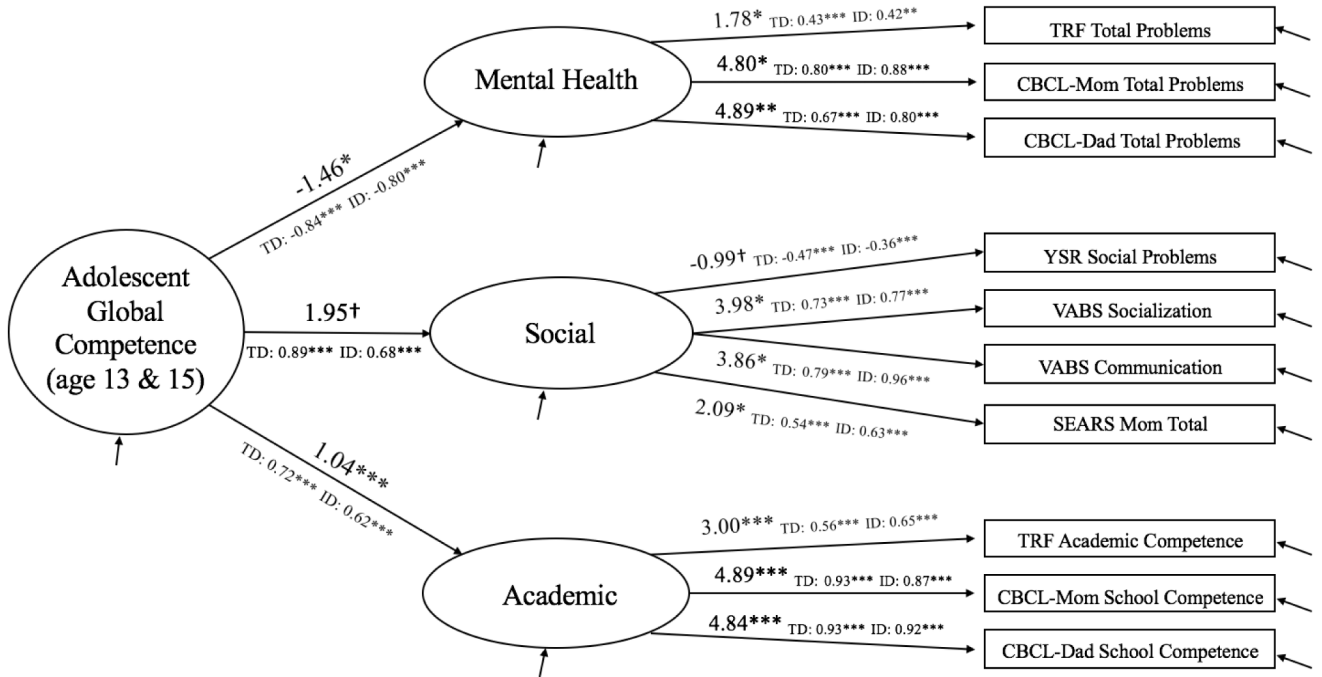 1.78* TD: 0.43*** ID: 0.42**
TRF Total Problems
Mental Health
4.80* TD: 0.80*** ID: 0.88***
CBCL-Mom Total Problems
4.89** TD: 0.67*** ID: 0.80***
CBCL-Dad Total Problems
-1.46*
TD: -0.84*** ID: -0.80***
Adolescent
Global
Competence
(age 13 & 15)
1.95†
TD: 0.89*** ID: 0.68***
Social
-0.99† TD: -0.47*** ID: -0.36***
YSR Social Problems
3.98* TD: 0.73*** ID: 0.77***
VABS Socialization
3.86* TD: 0.79*** ID: 0.96***
VABS Communication
2.09* TD: 0.54*** ID: 0.63***
SEARS Mom Total
1.04***
TD: 0.72*** ID: 0.62***
Academic
3.00*** TD: 0.56*** ID: 0.65***
TRF Academic Competence
4.89*** TD: 0.93*** ID: 0.87***
CBCL-Mom School Competence
4.84*** TD: 0.93*** ID: 0.92***
CBCL-Dad School Competence